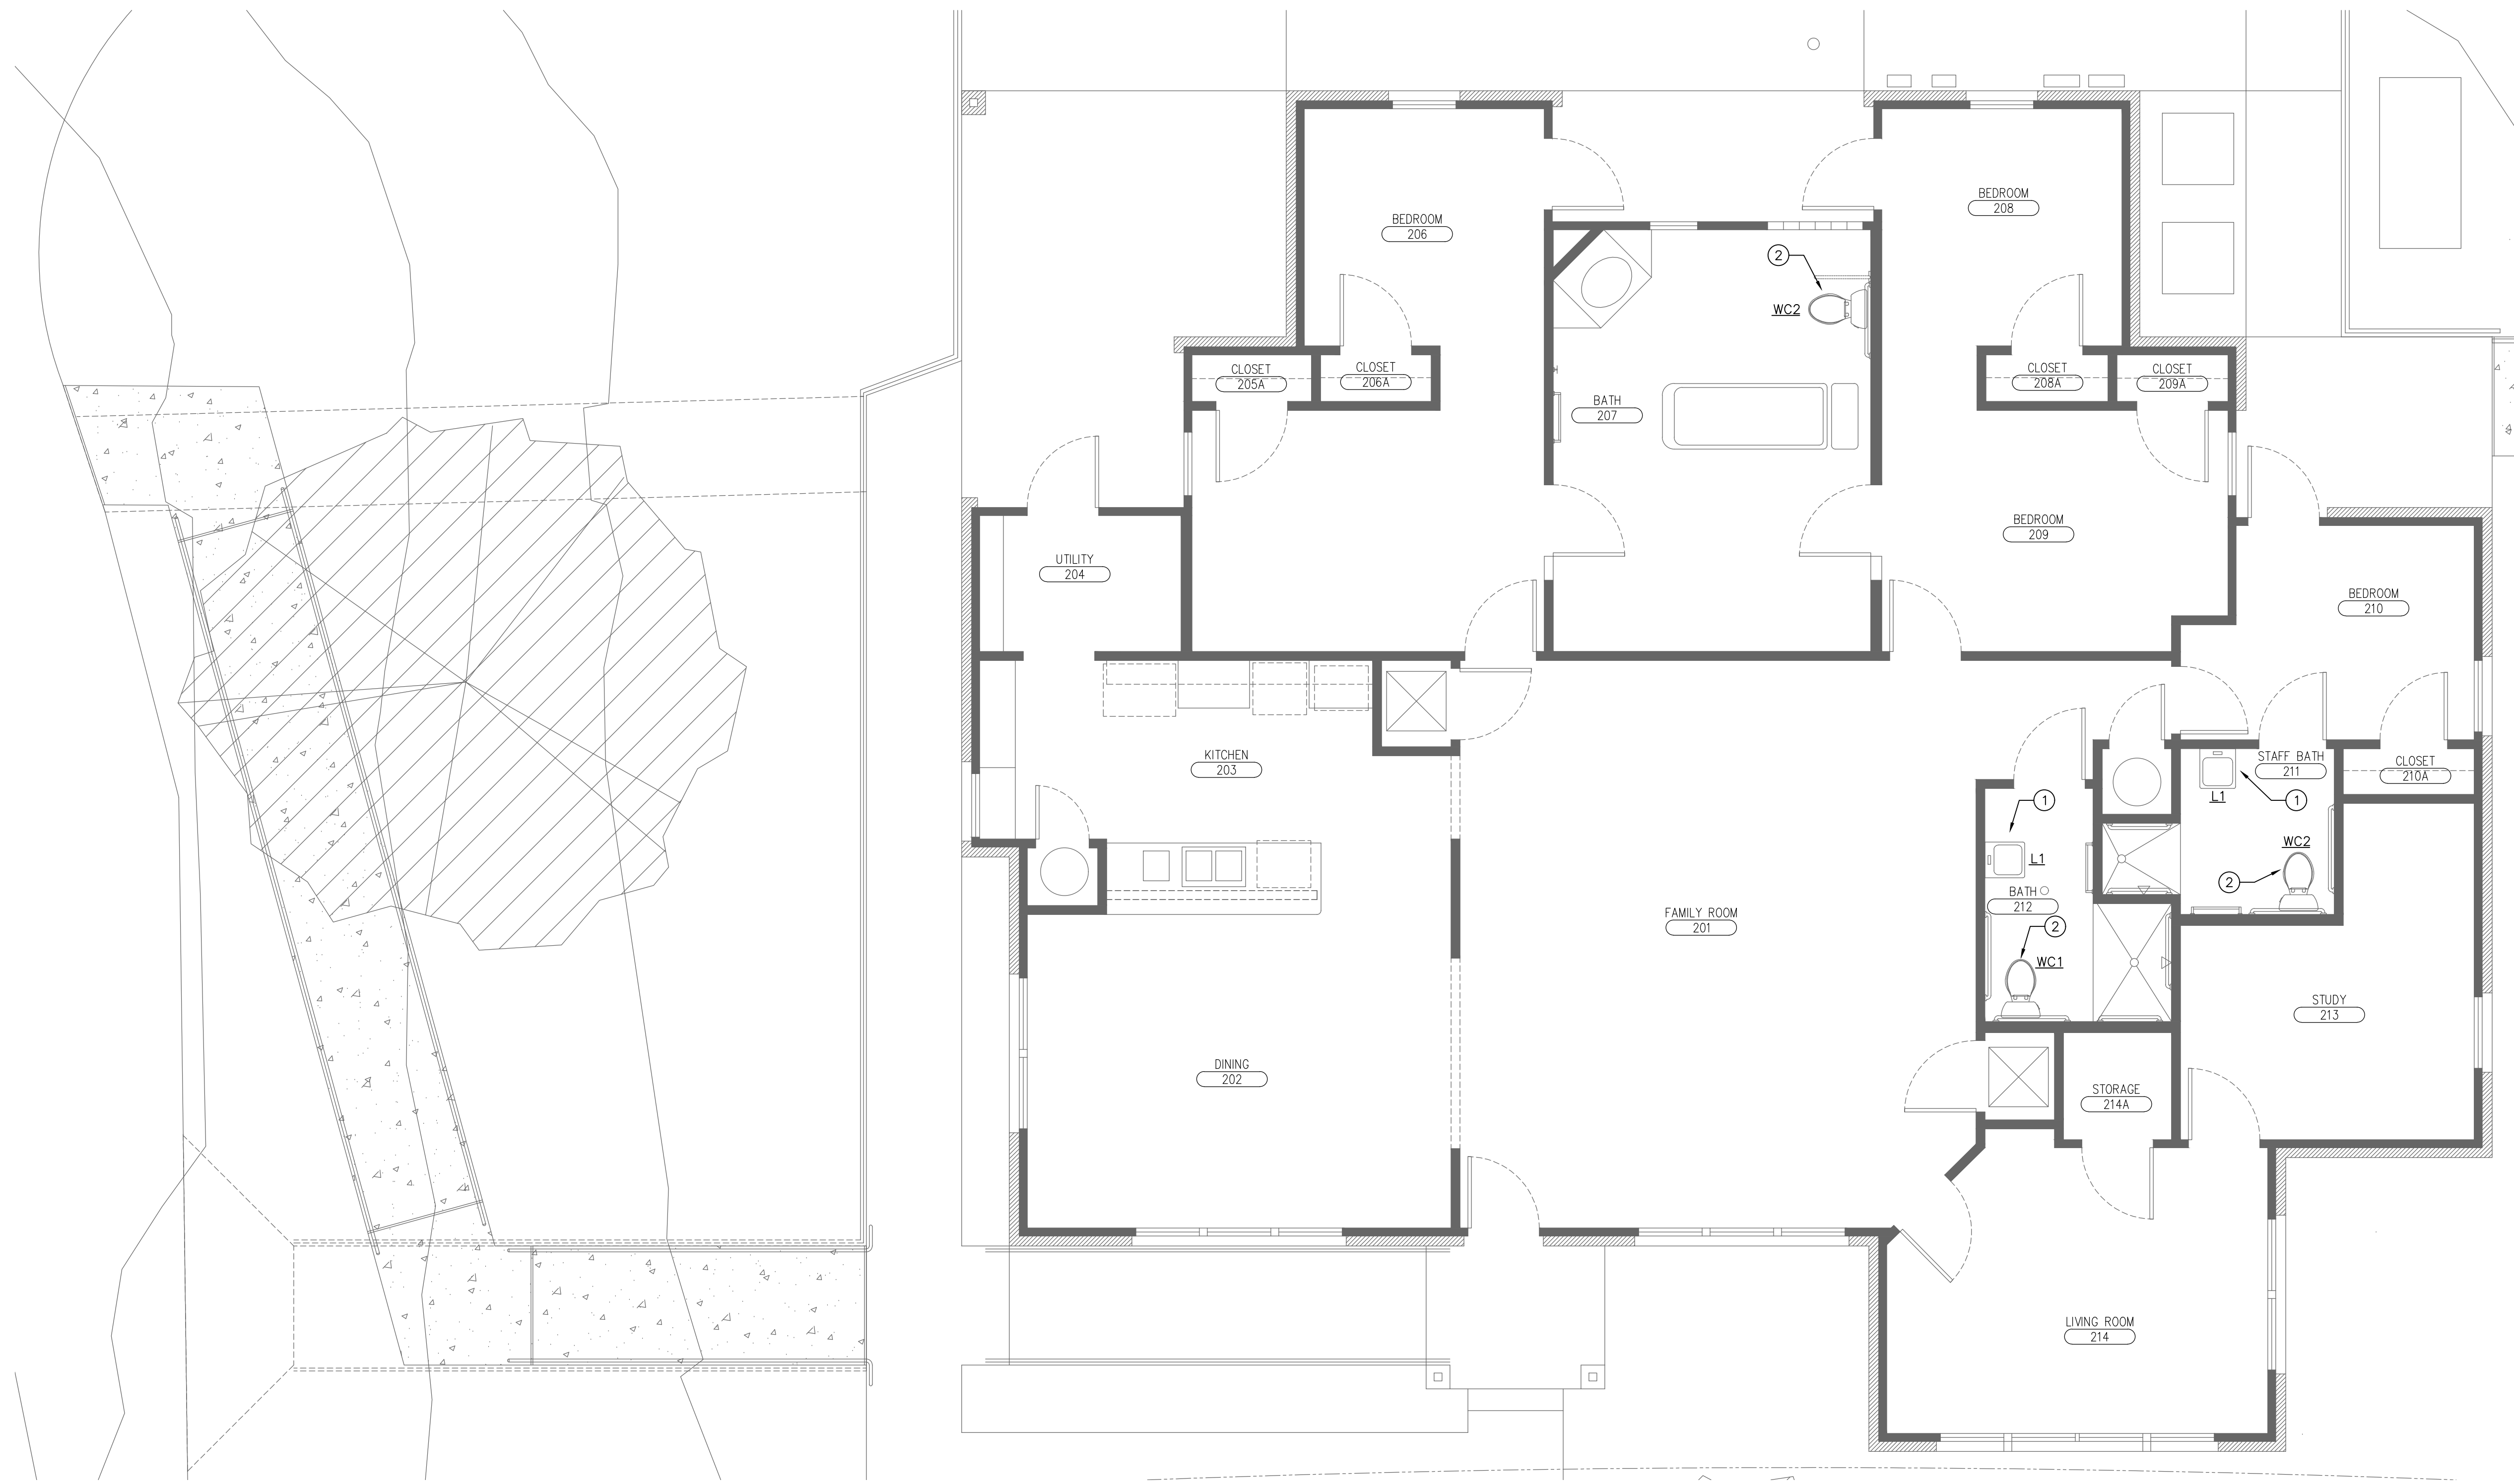 BEDROOM
206
BEDROOM
208
2
WC2
CLOSET
205A
CLOSET
206A
CLOSET
208A
CLOSET
209A
BATH
207
BEDROOM
209
UTILITY
204
BEDROOM
210
KITCHEN
203
STAFF BATH
211
CLOSET
210A
L1
1
1
L1
WC2
2
BATH
212
FAMILY ROOM
201
2
WC1
STUDY
213
DINING
202
STORAGE
214A
LIVING ROOM
214